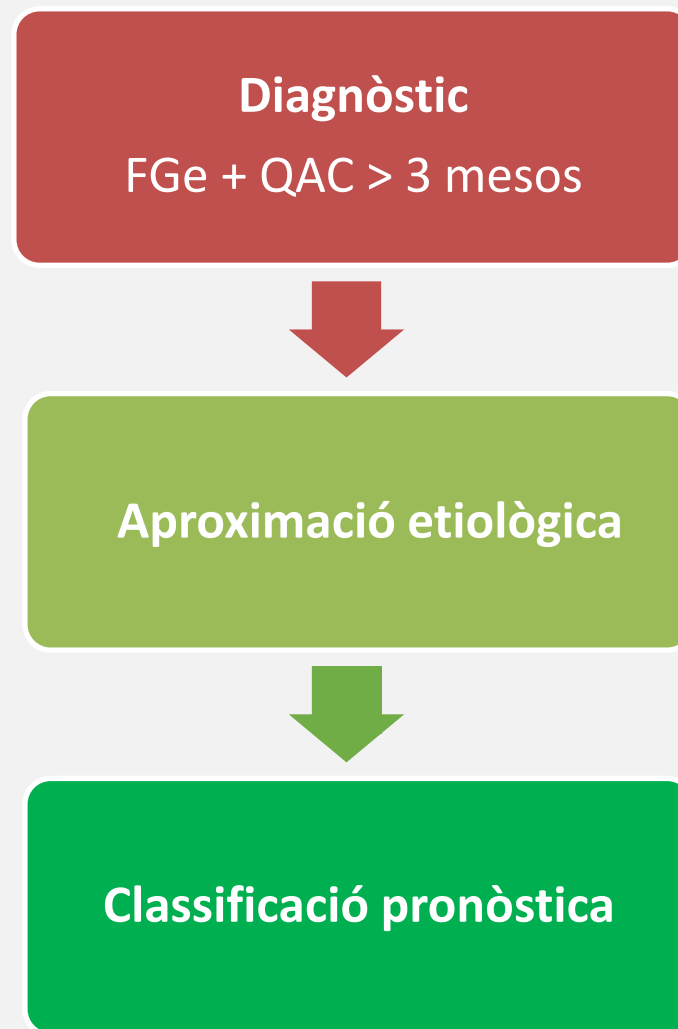 Diagnòstic
FGe + QAC > 3 mesos
Aproximació etiològica
Classificació pronòstica